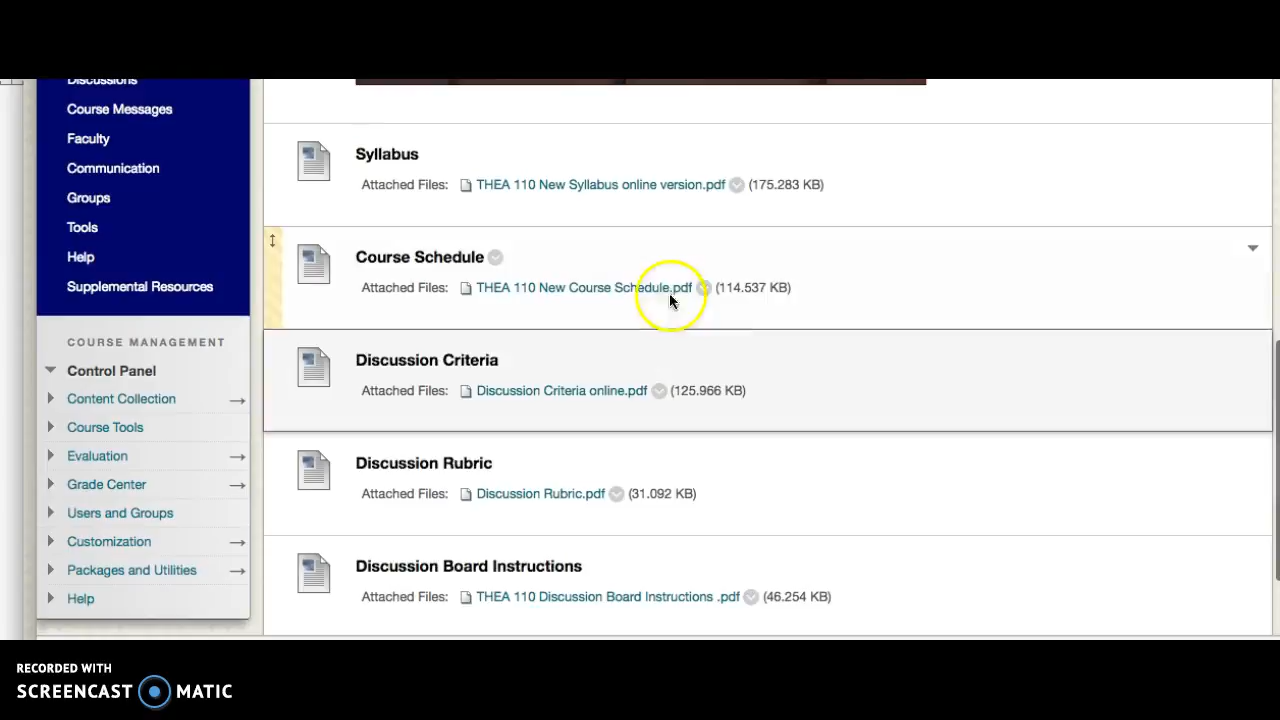 Discussions
Course Messages
Faculty
Communication
Groups
Tools
Help
Supplemental Resources
COURSE MANAGEMENT
Control Panel
Content Collection
Course Tools
Evaluation
Grade Center
Users and Groups
Customization
Packages and Utilities
Help
Syllabus
Attached Files: THEA 110 New Syllabus online version.pdf (175.283 KB)
Course Schedule
Attached Files: THEA 110 New Course Schedule.pdf (114.537 KB)
Discussion Criteria
Attached Files: Discussion Criteria online.pdf (125.966 KB)
Discussion Rubric
Attached Files: Discussion Rubric.pdf (31.092 KB)
Discussion Board Instructions
Attached Files: THEA 110 Discussion Board Instructions .pdf (46.254 KB)
RECORDED WITH
SCREENCAST MATIC